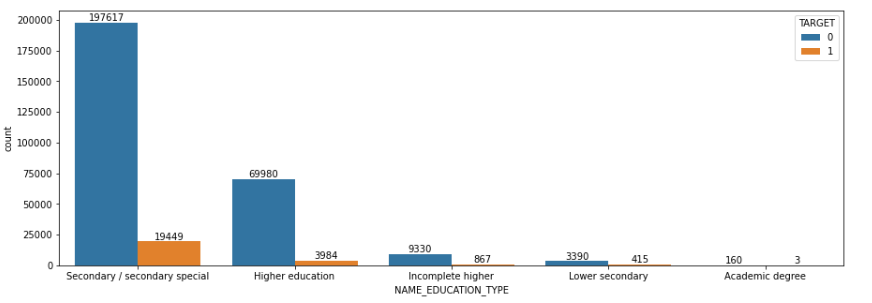 200000
175000
150000
125000
100000
75000
50000
25000
0
count
197617
19449
69980
3984
9330
867
3390
415
160
3
Secondary / secondary special
Higher education
Incomplete higher
Lower secondary
Academic degree
NAME_EDUCATION_TYPE
TARGET
0
1